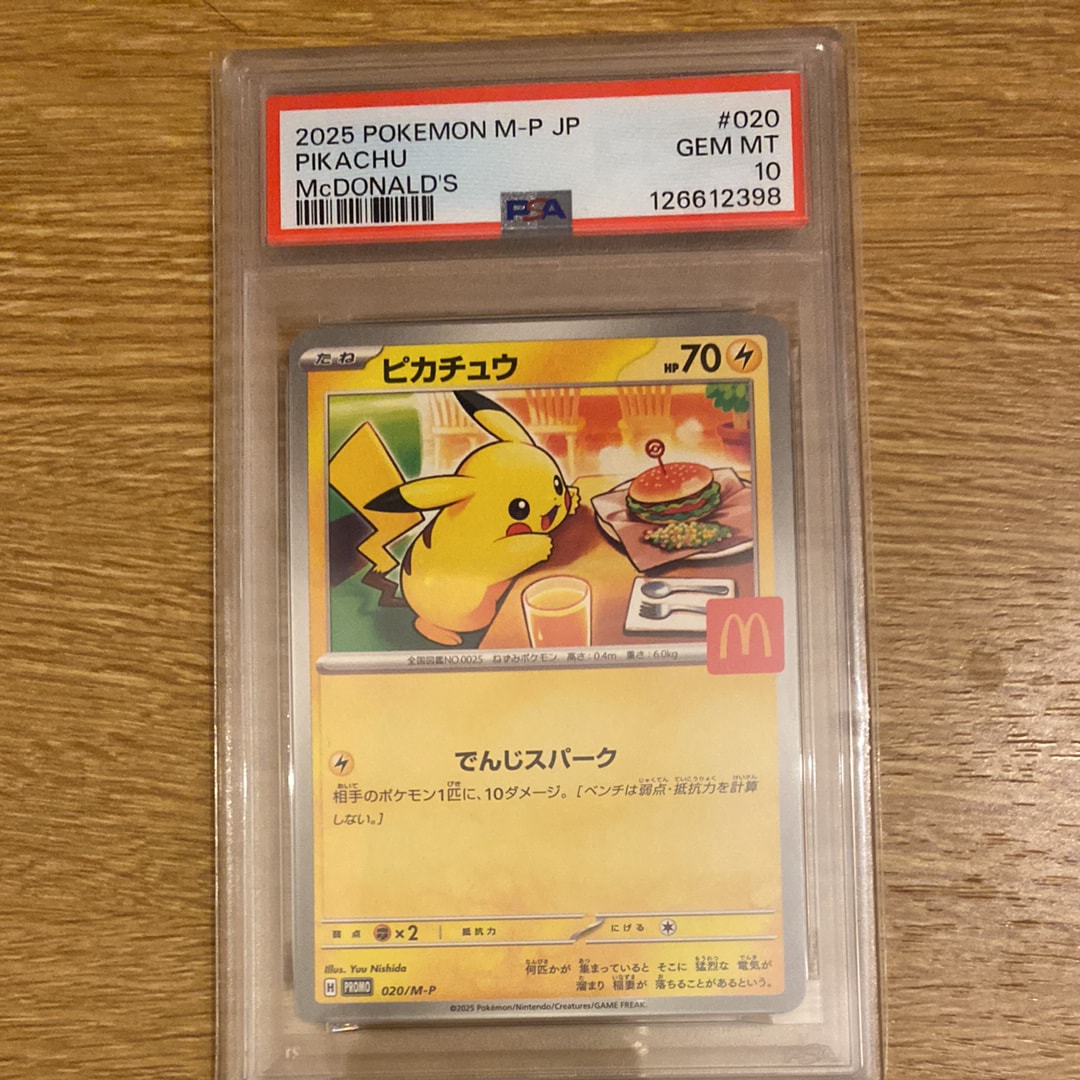 2025 POKEMON M-P JP #020
PIKACHU GEM MT
McDONALD'S 10
PSA 126612398
たね ピカチュウ HP70
全国図鑑NO.0025 ねずみポケモン 高さ:0.4m 重さ:6.0kg
でんじスパーク
相手のポケモン1匹に、10ダメージ。[ベンチは弱点・抵抗力を計算
しない。]
弱点 ×2 抵抗力 にげる
Illus. Yuu Nishida
何匹かが 集まっていると そこに 猛烈な 電気が
溜まり 稲妻が 落ちることがあるという。
H PROMO 020/M-P
©2025 Pokémon/Nintendo/Creatures/GAME FREAK.